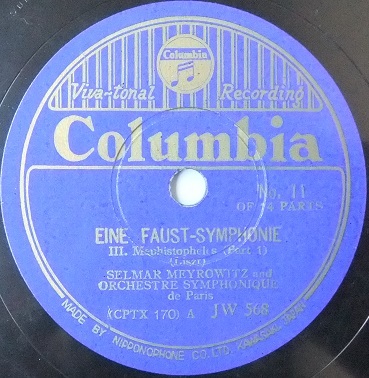 Columbia
Viva-tonal Recording
Columbia
No. 11
OF 14 PARTS
EINE FAUST-SYMPHONIE
III. Mephistopheles (Part 1)
(Liszt)
SELMAR MEYROWITZ and
ORCHESTRE SYMPHONIQUE
de Paris
(CPTX 170) A JW 568
MADE BY NIPPONOPHONE CO., LTD. KAWASAKI, JAPAN